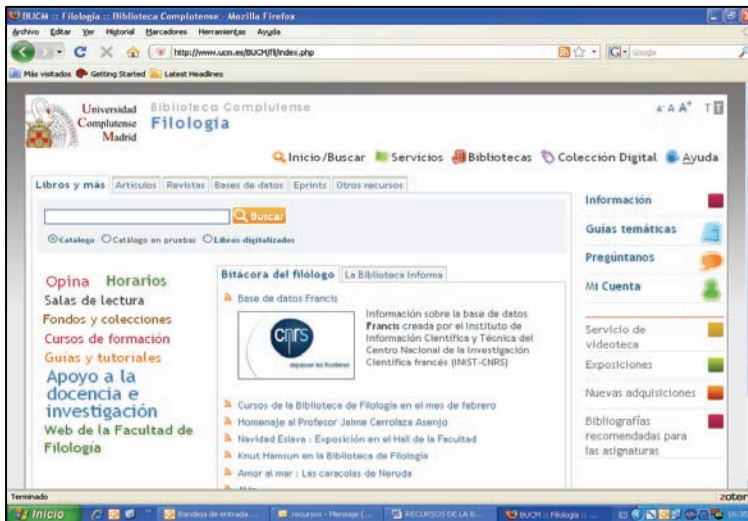 BUCM :: Filología :: Biblioteca Complutense - Mozilla Firefox
Archivo Editar Ver Historial Marcadores Herramientas Ayuda
http://www.ucm.es/BUCM/fll/index.php
Google
Más visitados Getting Started Latest Headlines
Universidad
Complutense
Madrid
Biblioteca Complutense
Filología
A- A A+ T T
Inicio/Buscar Servicios Bibliotecas Colección Digital Ayuda
Libros y más Artículos Revistas Bases de datos Eprints Otros recursos
Buscar
Catálogo Catálogo en pruebas Libros digitalizados
Información
Guías temáticas
Pregúntanos
Mi Cuenta
Servicio de
videoteca
Exposiciones
Nuevas adquisiciones
Bibliografías
recomendadas para
las asignaturas
Opina Horarios
Salas de lectura
Fondos y colecciones
Cursos de formación
Guías y tutoriales
Apoyo a la
docencia e
investigación
Web de la Facultad de
Filología
Bitácora del filólogo La Biblioteca Informa
Base de datos Francis
cnrs
dépasser les frontières
Información sobre la base de datos
Francis creada por el Instituto de
Información Científica y Técnica del
Centro Nacional de la Investigación
Científica francés (INIST-CNRS)
Cursos de la Biblioteca de Filología en el mes de febrero
Homenaje al Profesor Jaime Cerrolaza Asenjo
Navidad Eslava : Exposición en el Hall de la Facultad
Knut Hamsun en la Biblioteca de Filología
Amor al mar : Las caracolas de Neruda
Terminado
zoter
Inicio
Bandeja de entrada ...
recursos - Mensaje (...
RECURSOS DE LA B...
BUCM :: Filología :: ...
ES
16:35